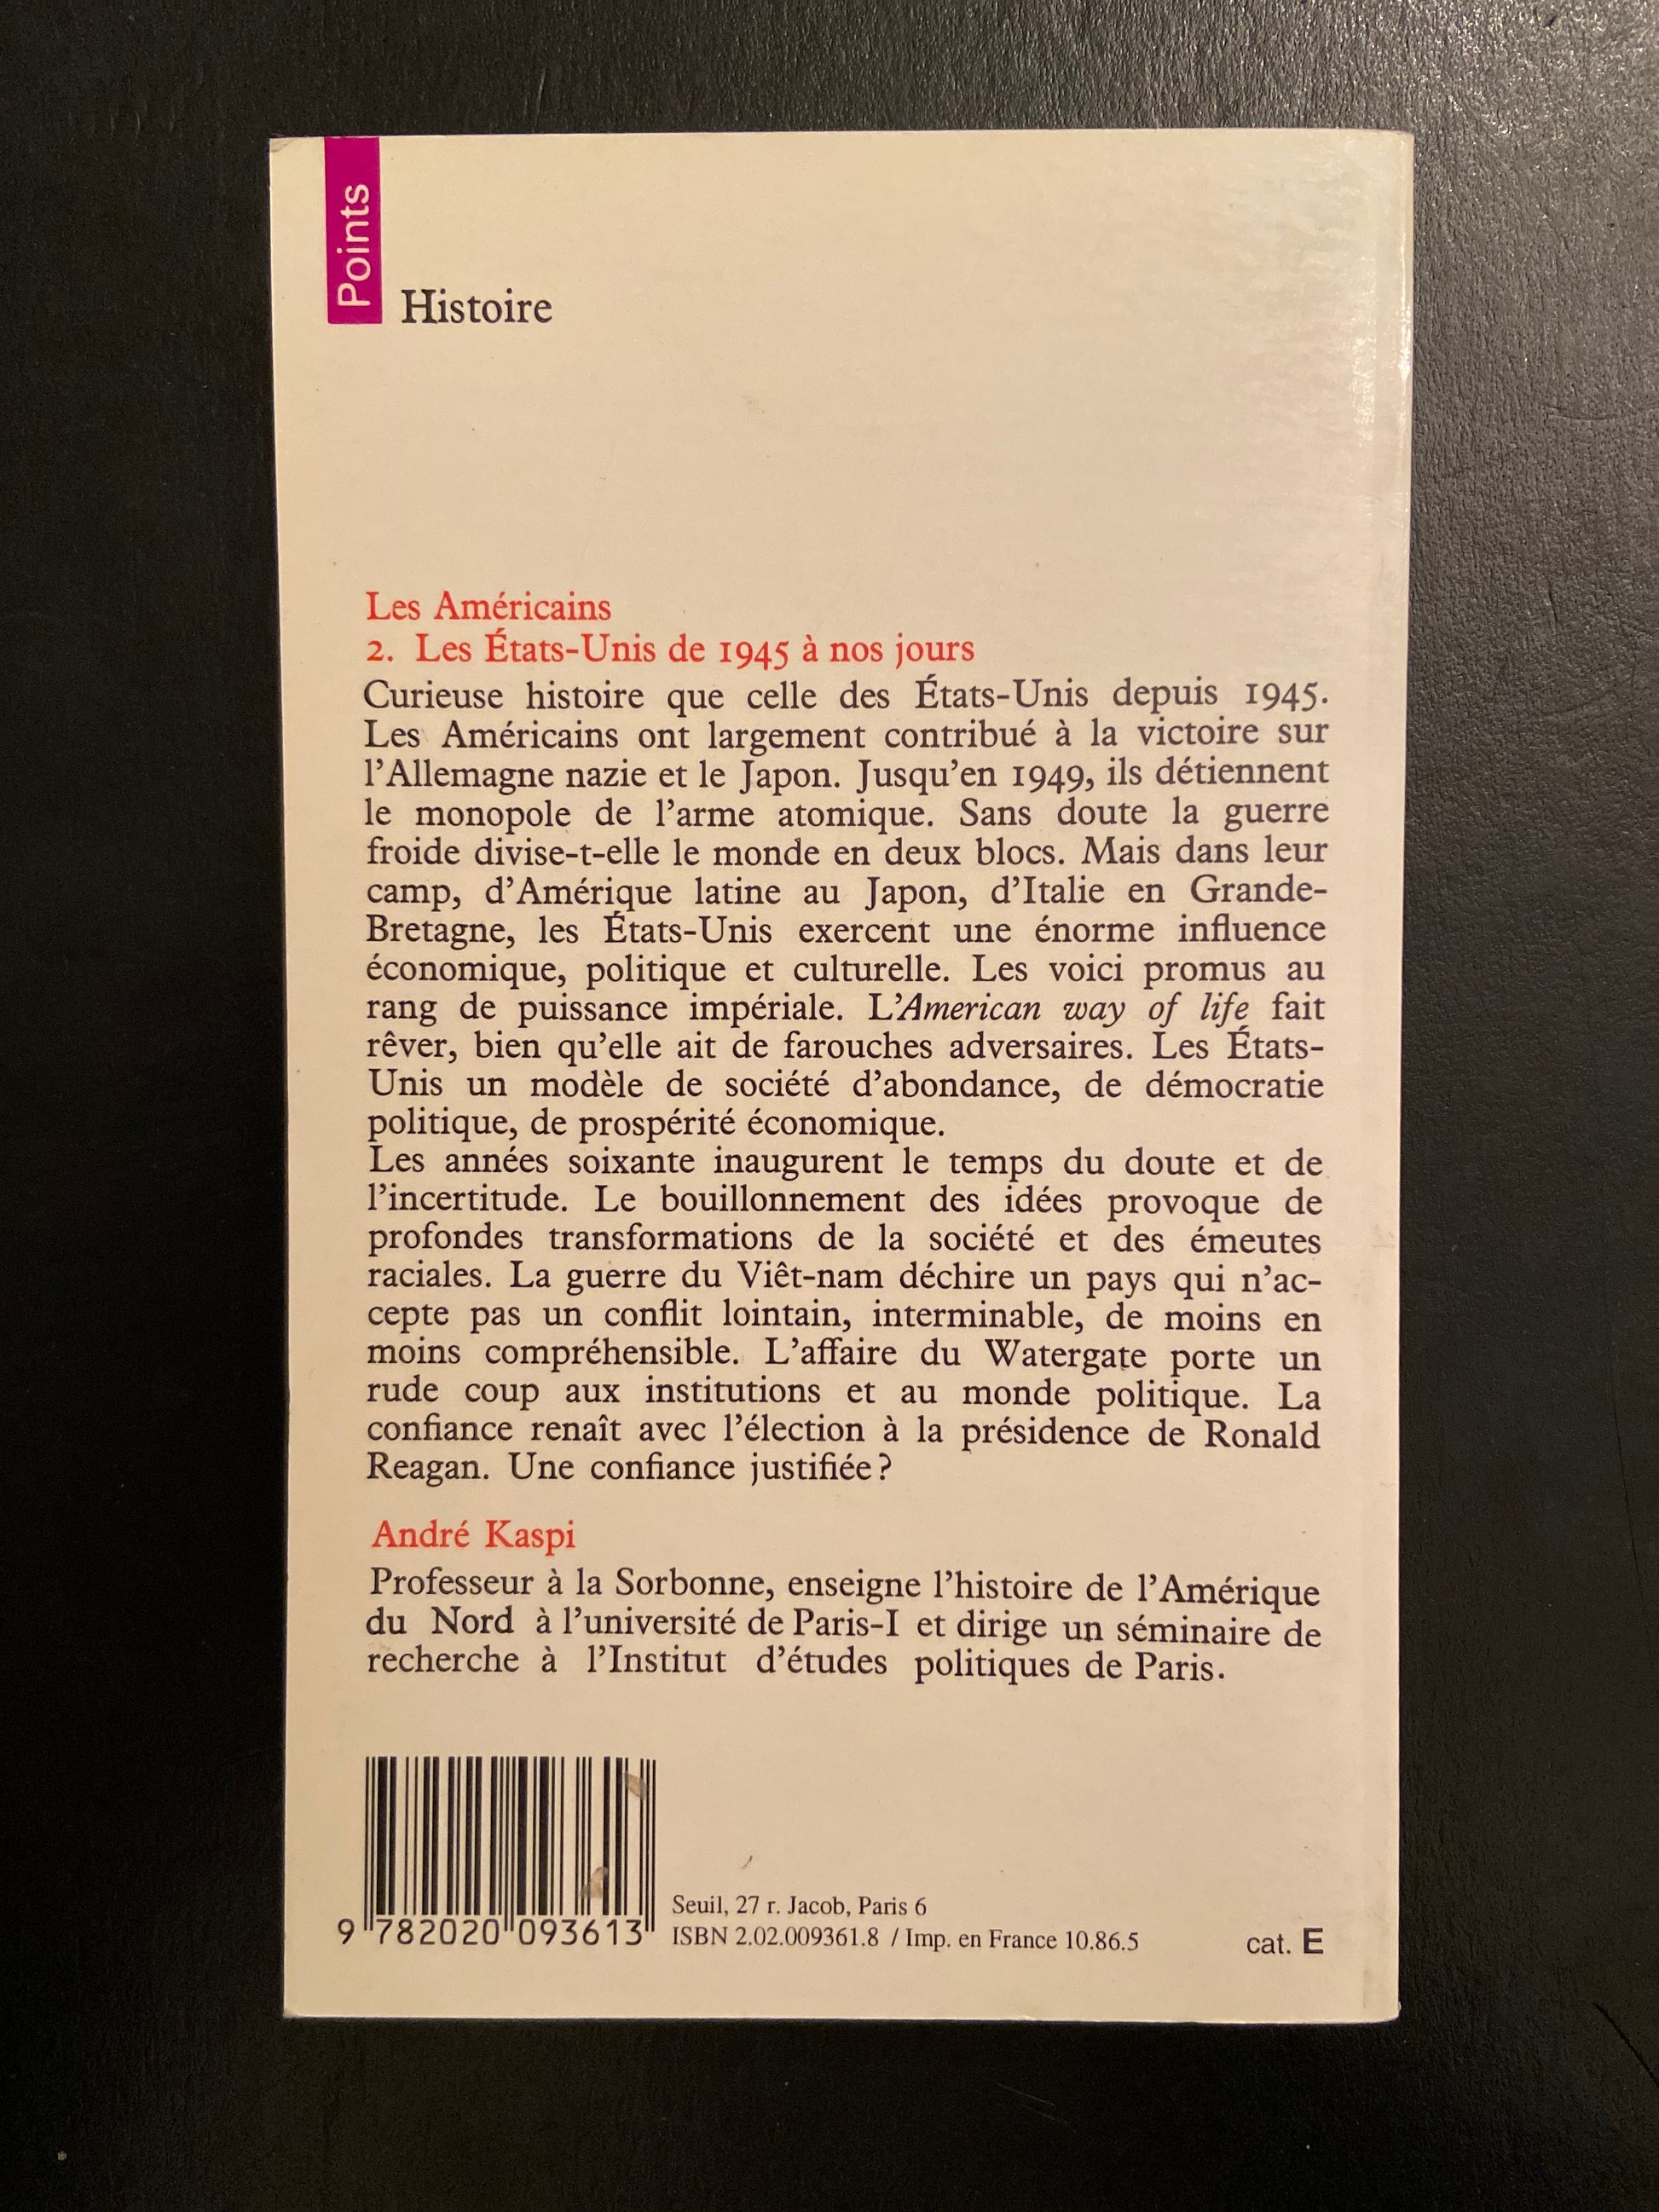 Points
Histoire
Les Américains
2. Les États-Unis de 1945 à nos jours
Curieuse histoire que celle des États-Unis depuis 1945.
Les Américains ont largement contribué à la victoire sur
l'Allemagne nazie et le Japon. Jusqu'en 1949, ils détiennent
le monopole de l'arme atomique. Sans doute la guerre
froide divise-t-elle le monde en deux blocs. Mais dans leur
camp, d'Amérique latine au Japon, d'Italie en Grande-
Bretagne, les États-Unis exercent une énorme influence
économique, politique et culturelle. Les voici promus au
rang de puissance impériale. L'American way of life fait
rêver, bien qu'elle ait de farouches adversaires. Les États-
Unis un modèle de société d'abondance, de démocratie
politique, de prospérité économique.
Les années soixante inaugurent le temps du doute et de
l'incertitude. Le bouillonnement des idées provoque de
profondes transformations de la société et des émeutes
raciales. La guerre du Viêt-nam déchire un pays qui n'ac-
cepte pas un conflit lointain, interminable, de moins en
moins compréhensible. L'affaire du Watergate porte un
rude coup aux institutions et au monde politique. La
confiance renaît avec l'élection à la présidence de Ronald
Reagan. Une confiance justifiée?
André Kaspi
Professeur à la Sorbonne, enseigne l'histoire de l'Amérique
du Nord à l'université de Paris-I et dirige un séminaire de
recherche à l'Institut d'études politiques de Paris.
Seuil, 27 r. Jacob, Paris 6
9 782020 093613
ISBN 2.02.009361.8 / Imp. en France 10.86.5
cat. E